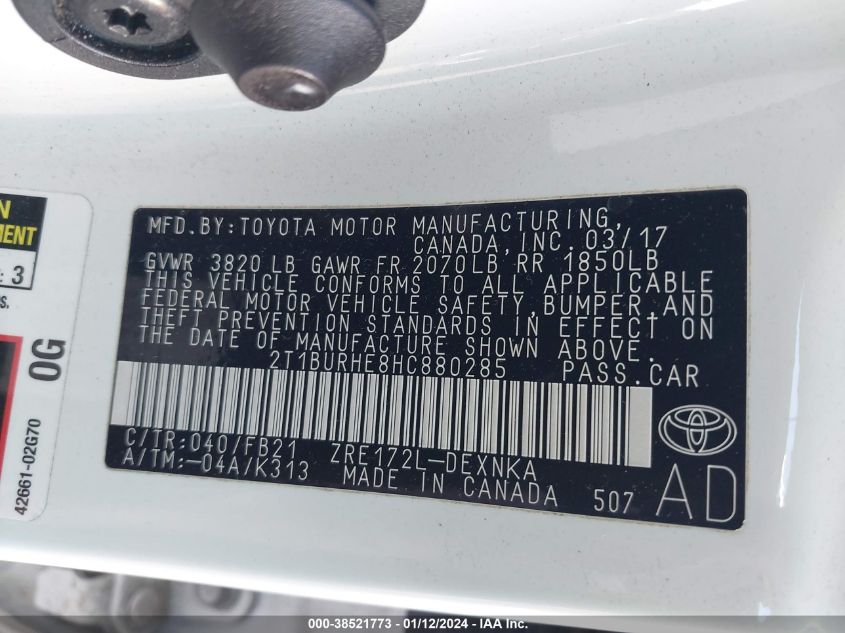 MFD.BY:TOYOTA MOTOR MANUFACTURING,
CANADA, INC. 03/17
GVWR 3820 LB GAWR FR 2070LB RR 1850LB
THIS VEHICLE CONFORMS TO ALL APPLICABLE
FEDERAL MOTOR VEHICLE SAFETY,BUMPER,AND
THEFT PREVENTION STANDARDS IN EFFECT ON
THE DATE OF MANUFACTURE SHOWN ABOVE.
2T1BURHE8HC880285 PASS.CAR
C/TR:040/FB21 ZRE172L-DEXNKA
A/TM:-04A/K313 MADE IN CANADA 507 AD
N
MENT
: 3
S.
0G
42661-02G70
000-38521773 - 01/12/2024 - IAANC